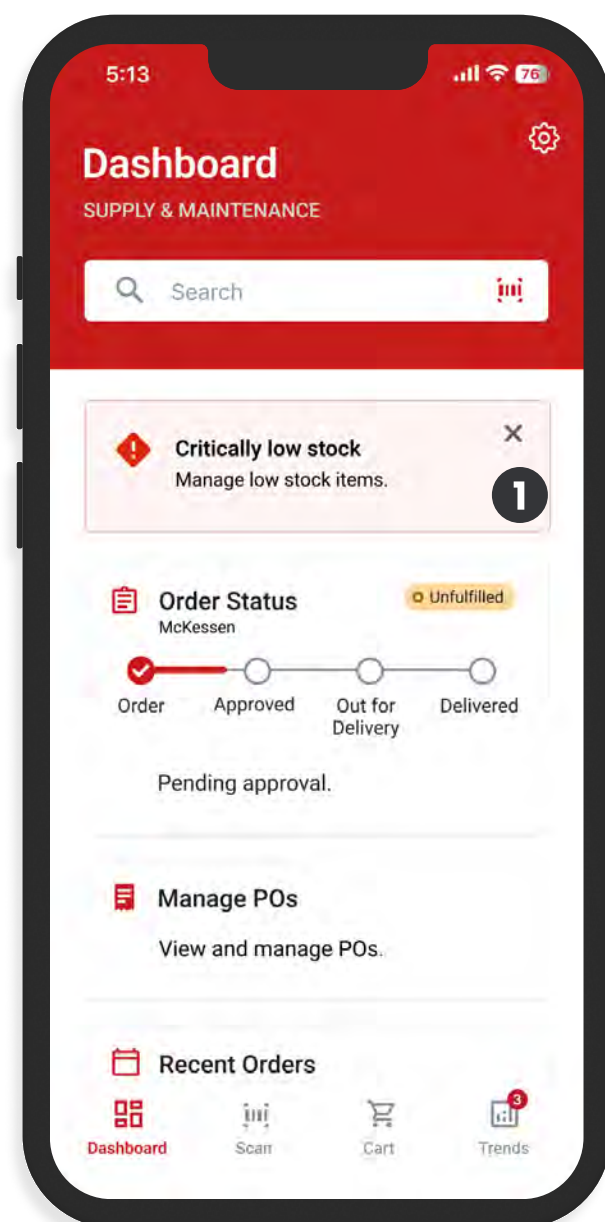 5:13
76
Dashboard
SUPPLY & MAINTENANCE
Search
Critically low stock
Manage low stock items.
1
Order Status
Unfulfilled
McKessen
Order
Approved
Out for
Delivery
Delivered
Pending approval.
Manage POs
View and manage POs.
Recent Orders
3
Dashboard
Scan
Cart
Trends